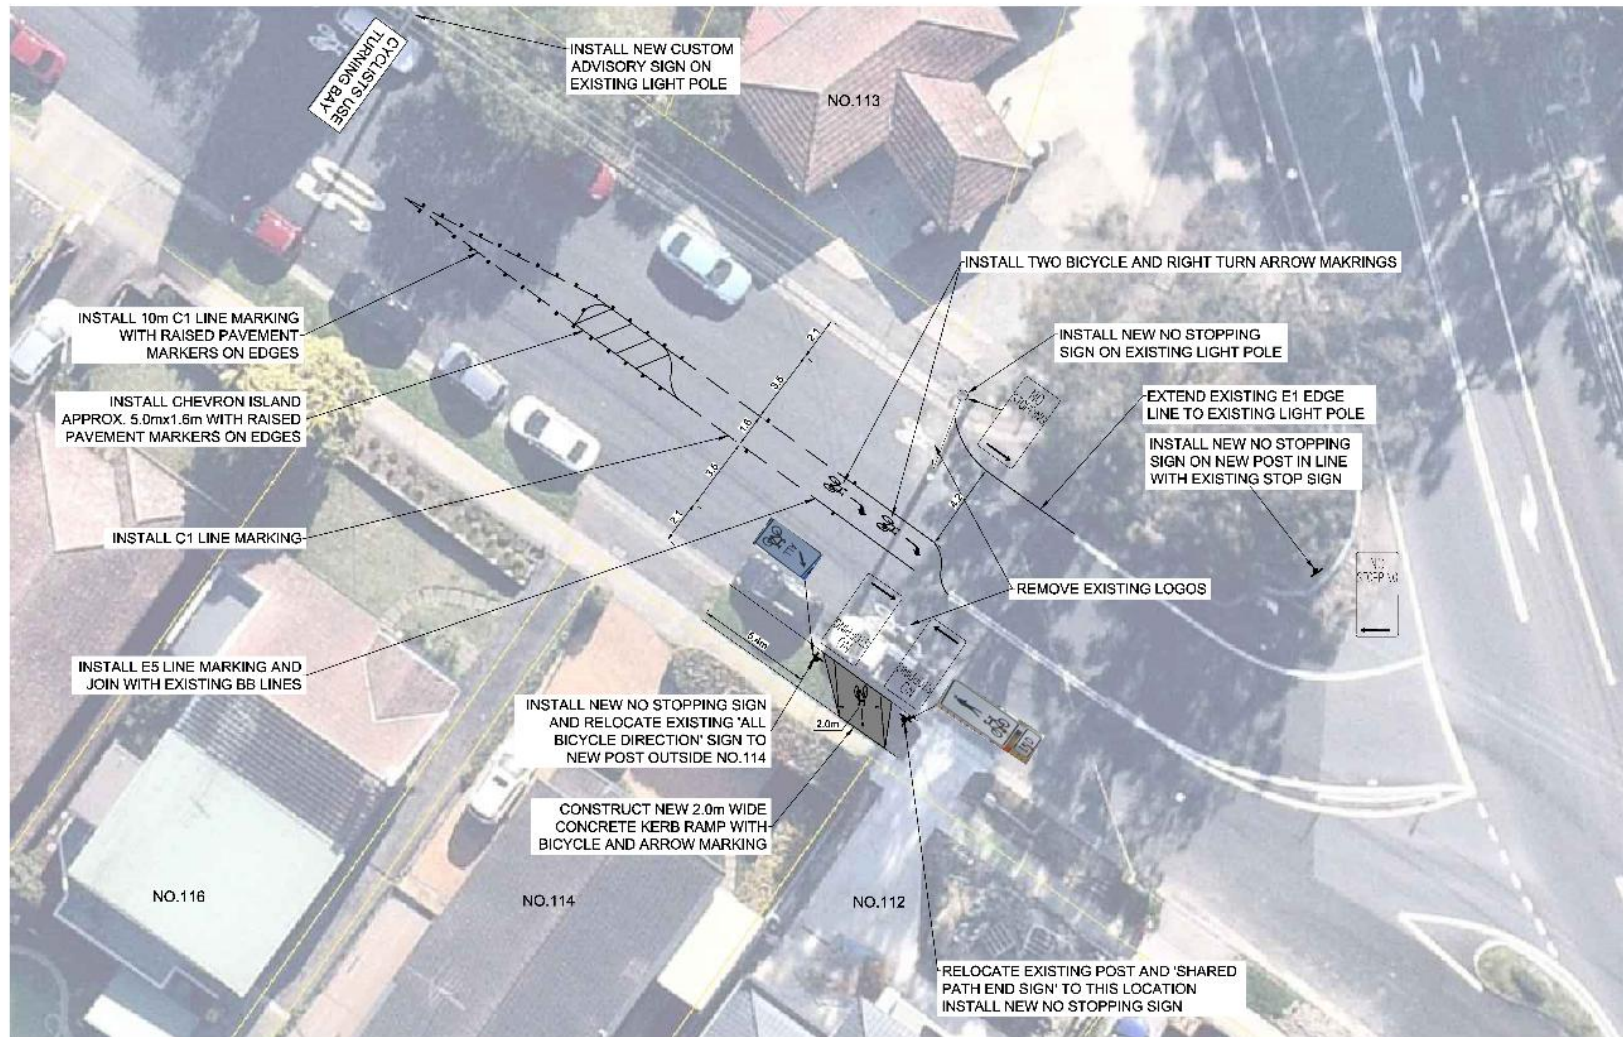 INSTALL NEW CUSTOM
ADVISORY SIGN ON
EXISTING LIGHT POLE
CYCLISTS USE
TURNING BAY
NO.113
INSTALL TWO BICYCLE AND RIGHT TURN ARROW MAKRINGS
INSTALL 10m C1 LINE MARKING
WITH RAISED PAVEMENT
MARKERS ON EDGES
INSTALL NEW NO STOPPING
SIGN ON EXISTING LIGHT POLE
INSTALL CHEVRON ISLAND
APPROX. 5.0mx1.6m WITH RAISED
PAVEMENT MARKERS ON EDGES
EXTEND EXISTING E1 EDGE
LINE TO EXISTING LIGHT POLE
NO
STOPPING
INSTALL NEW NO STOPPING
SIGN ON NEW POST IN LINE
WITH EXISTING STOP SIGN
2.1
3.6
1.6
3.6
2.1
4.2
INSTALL C1 LINE MARKING
NO
STOPPING
REMOVE EXISTING LOGOS
5.4m
INSTALL E5 LINE MARKING AND
JOIN WITH EXISTING BB LINES
INSTALL NEW NO STOPPING SIGN
AND RELOCATE EXISTING 'ALL
BICYCLE DIRECTION' SIGN TO
NEW POST OUTSIDE NO.114
2.0m
END
CONSTRUCT NEW 2.0m WIDE
CONCRETE KERB RAMP WITH
BICYCLE AND ARROW MARKING
NO.116
NO.114
NO.112
RELOCATE EXISTING POST AND 'SHARED
PATH END SIGN' TO THIS LOCATION
INSTALL NEW NO STOPPING SIGN